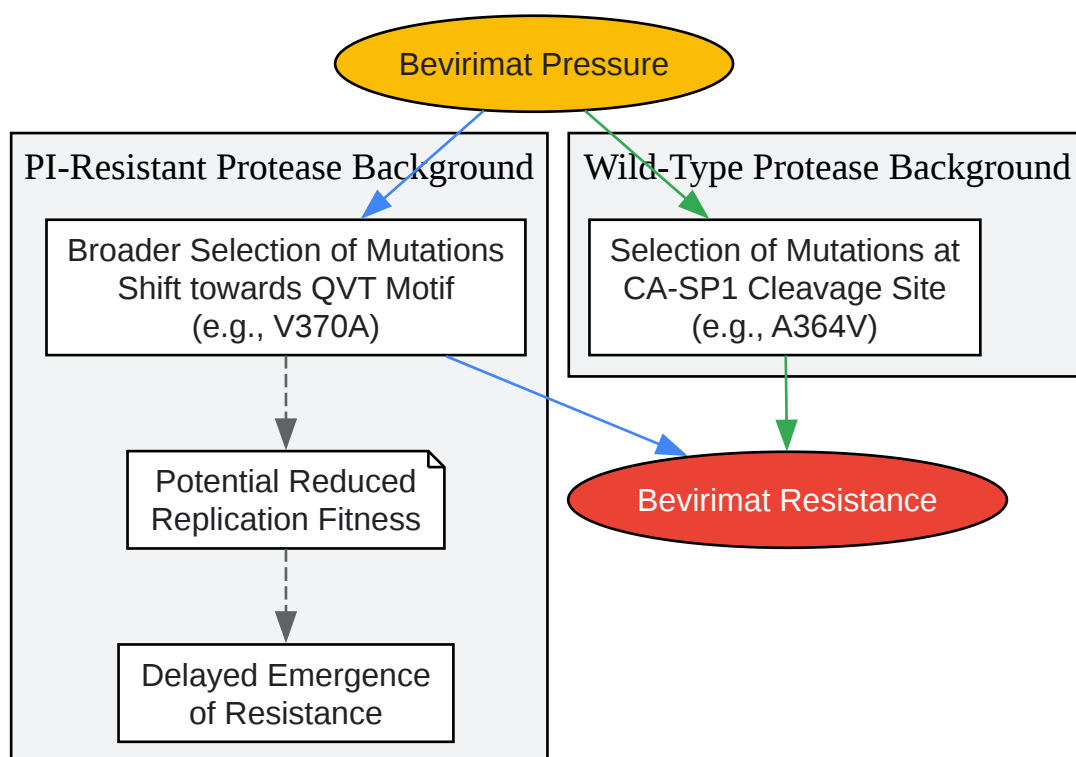 Bevirimat Pressure
PI-Resistant Protease Background
Wild-Type Protease Background
Broader Selection of Mutations
Shift towards QVT Motif
(e.g., V370A)
Selection of Mutations at
CA-SP1 Cleavage Site
(e.g., A364V)
Potential Reduced
Replication Fitness
Bevirimat Resistance
Delayed Emergence
of Resistance